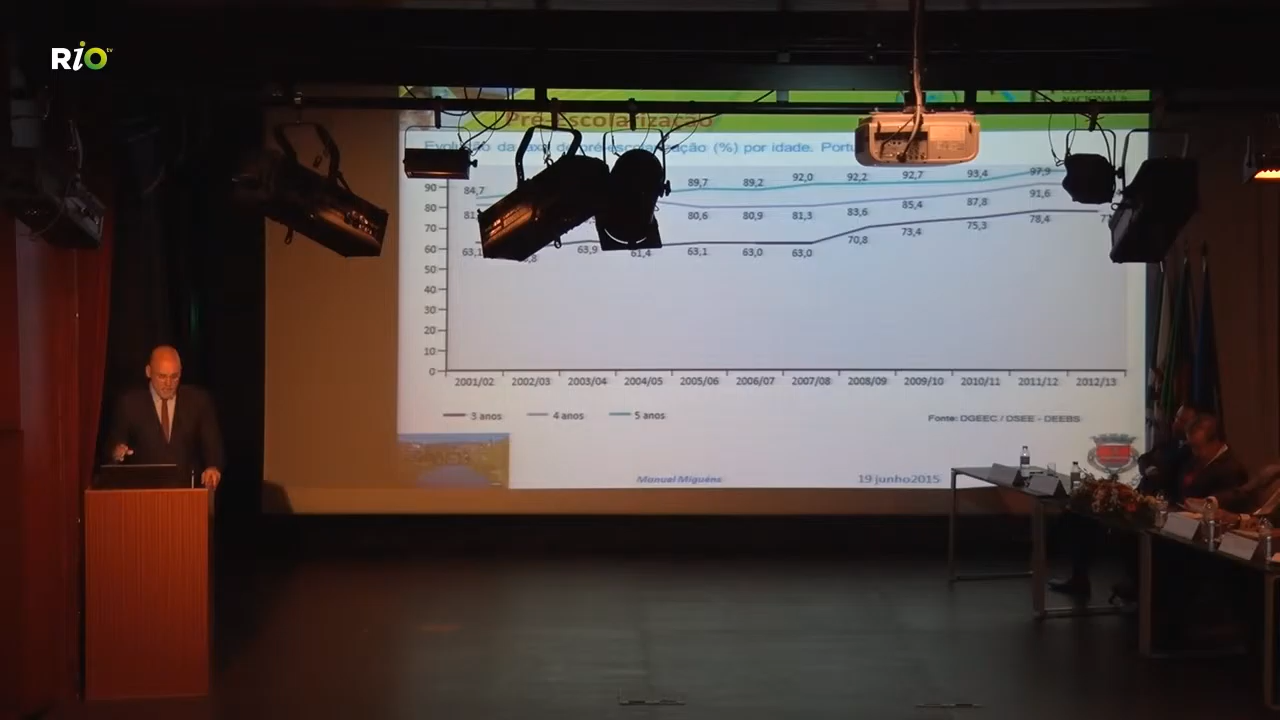 RiO tv
Pré-Escolarização
CONSELHO
NACIONAL
Evolução da taxa de pré-escolarização (%) por idade. Portu
97,9
92,0 92,2 92,7 93,4
84,7 89,7 89,2
91,6
87,8
85,4
81, 80,6 80,9 81,3 83,6
78,4
75,3
73,4
70,8
63,1 63,9 61,4 63,1 63,0 63,0
90
80
70
60
50
40
30
20
10
0
2001/02 2002/03 2003/04 2004/05 2005/06 2006/07 2007/08 2008/09 2009/10 2010/11 2011/12 2012/13
3 anos 4 anos 5 anos
Fonte: DGEEC / DSEE - DEEBS
Manuel Miguéns
19 junho2015